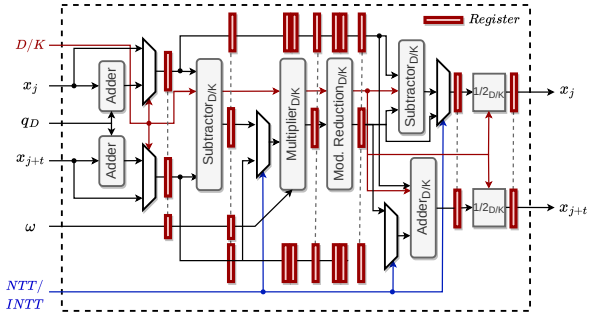 Register
D/K
x_j
q_D
x_{j+t}
ω
NTT/
INTT
Adder
Adder
Subtractor_{D/K}
Multiplier_{D/K}
Mod. Reduction_{D/K}
Subtractor_{D/K}
Adder_{D/K}
1/2_{D/K}
1/2_{D/K}
x_j
x_{j+t}